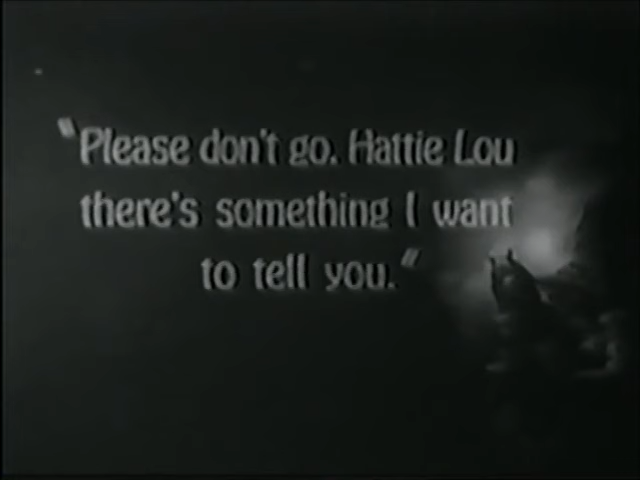 "Please don't go. Hattie Lou
there's something I want
to tell you."